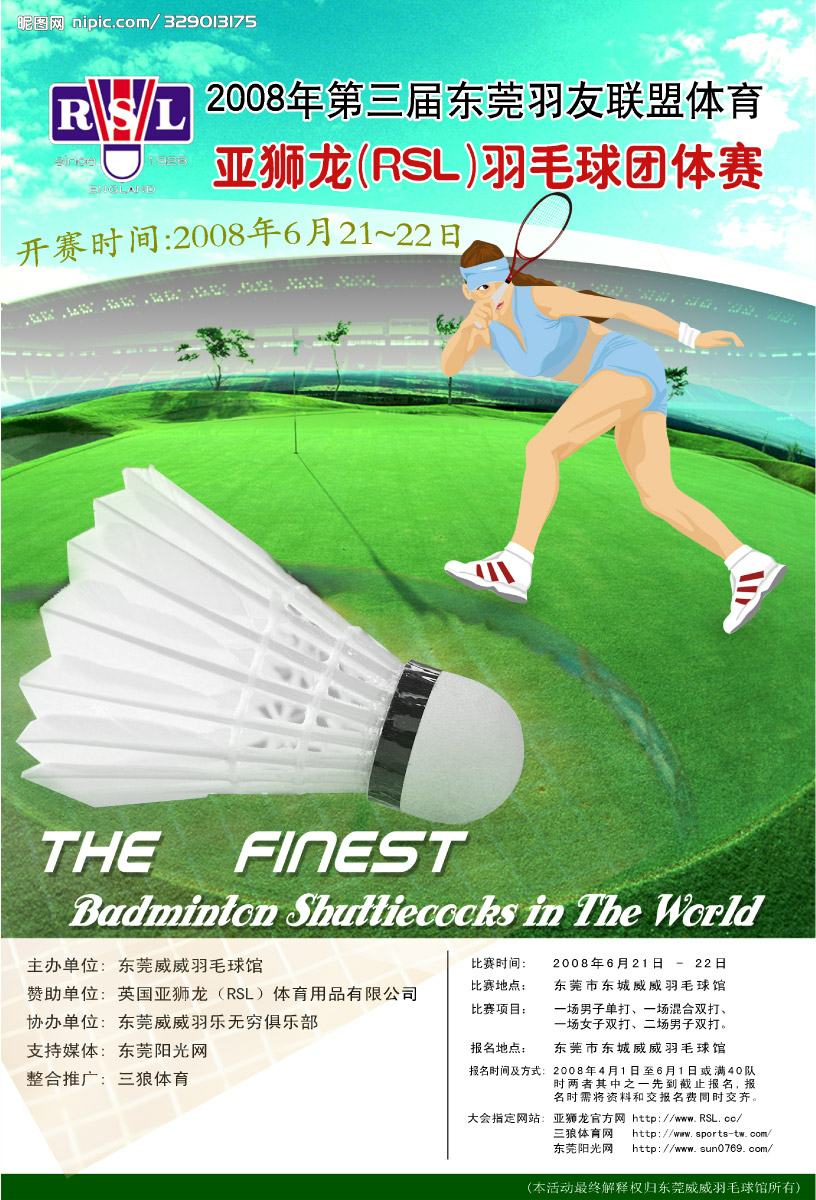 昵图网 nipic.com/329013175
RSL
since 1928
ENGLAND
2008年第三届东莞羽友联盟体育
亚狮龙(RSL)羽毛球团体赛
开赛时间:2008年6月21~22日
THE FINEST
Badminton Shuttiecocks in The World
主办单位: 东莞威威羽毛球馆
赞助单位: 英国亚狮龙（RSL）体育用品有限公司
协办单位: 东莞威威羽乐无穷俱乐部
支持媒体: 东莞阳光网
整合推广: 三狼体育
比赛时间: 2008年6月21日 - 22日
比赛地点: 东莞市东城威威羽毛球馆
比赛项目: 一场男子单打、一场混合双打、
一场女子双打、二场男子双打。
报名地点: 东莞市东城威威羽毛球馆
报名时间及方式: 2008年4月1日至6月1日或满40队
时两者其中之一先到截止报名, 报
名时需将资料和交报名费同时交齐。
大会指定网站: 亚狮龙官方网 http://www.RSL.cc/
三狼体育网 http://www.sports-tw.com/
东莞阳光网 http://www.sun0769.com/
(本活动最终解释权归东莞威威羽毛球馆所有)